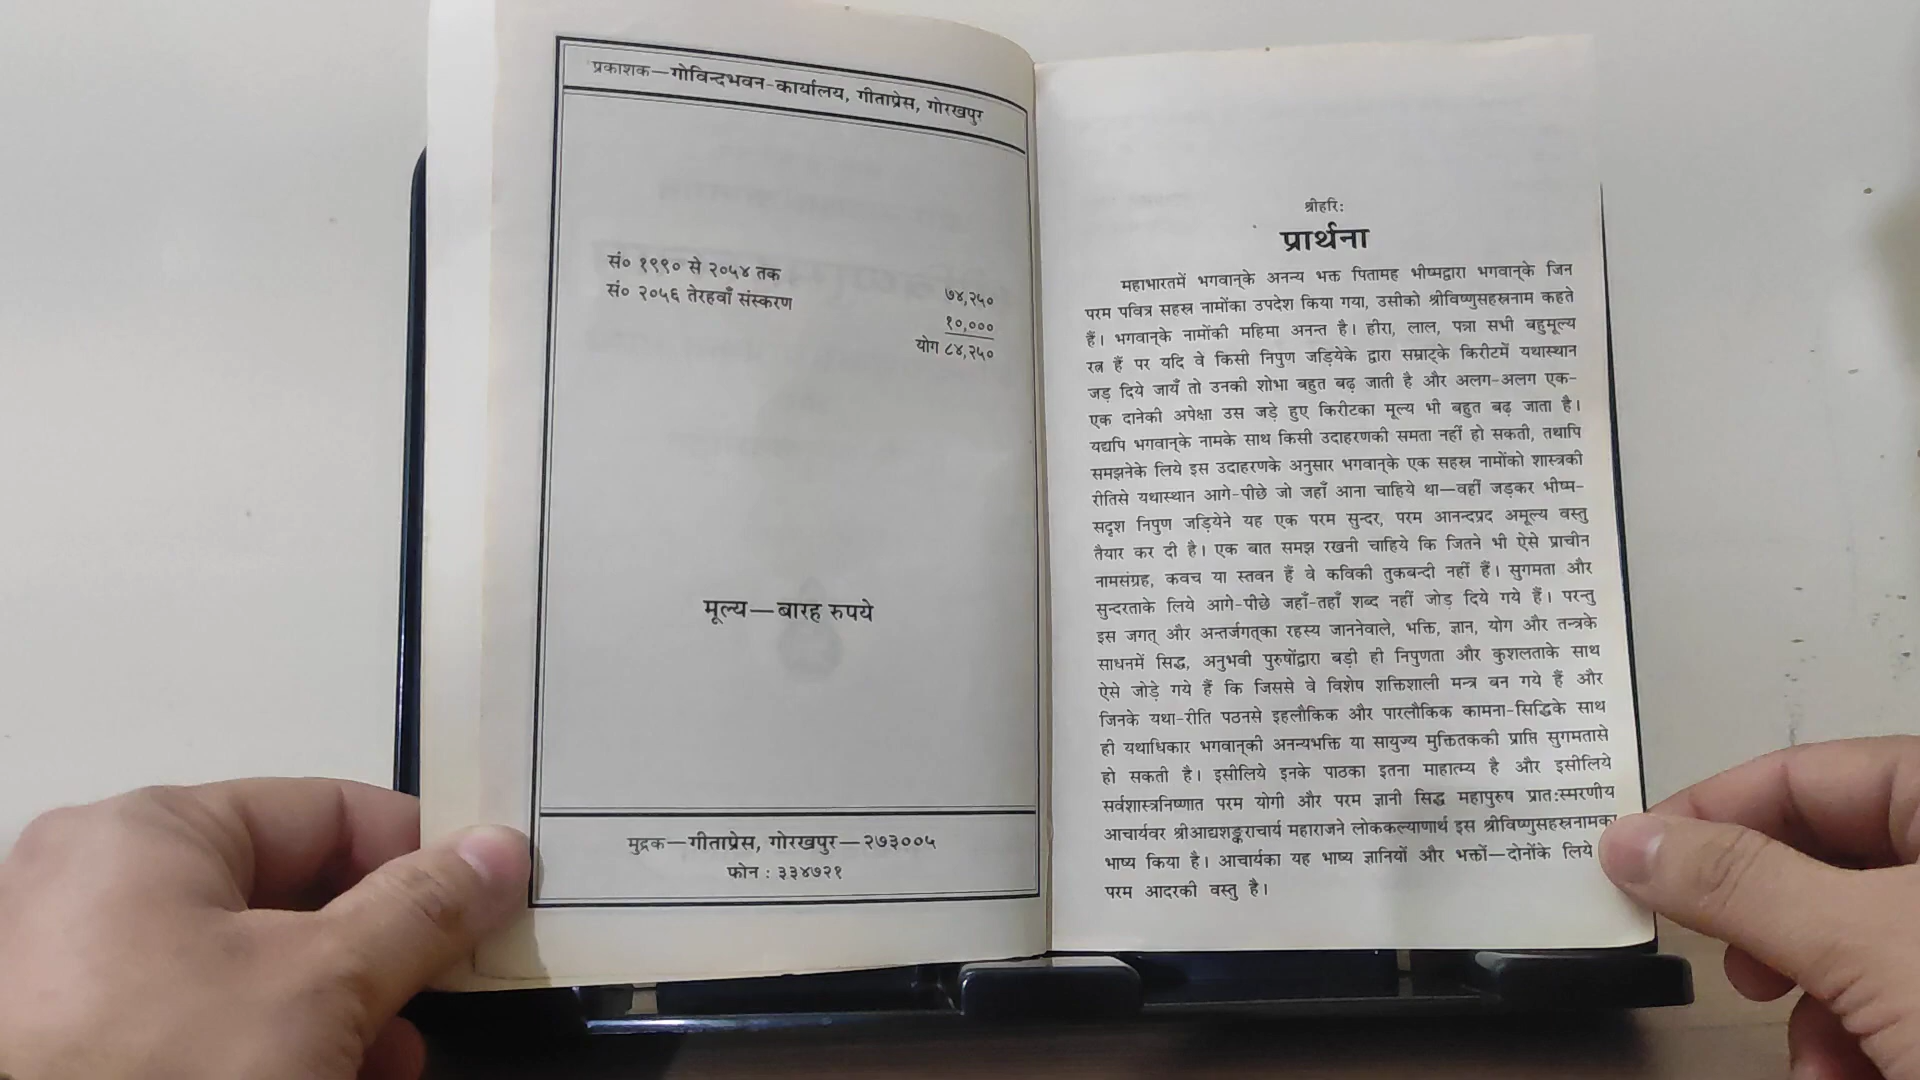 प्रकाशक—गोविन्दभवन-कार्यालय, गीताप्रेस, गोरखपुर
सं० १९९० से २०५४ तक ७४,२५०
सं० २०५६ तेरहवाँ संस्करण १०,०००
योग ८४,२५०
मूल्य—बारह रुपये
मुद्रक—गीताप्रेस, गोरखपुर—२७३००५
फोन : ३३४७२१
श्रीहरि:
प्रार्थना
महाभारतमें भगवान्‌के अनन्य भक्त पितामह भीष्मद्वारा भगवान्‌के जिन
परम पवित्र सहस्र नामोंका उपदेश किया गया, उसीको श्रीविष्णुसहस्रनाम कहते
हैं। भगवान्‌के नामोंकी महिमा अनन्त है। हीरा, लाल, पन्ना सभी बहुमूल्य
रत्न हैं पर यदि वे किसी निपुण जड़ियेके द्वारा सम्राट्‌के किरीटमें यथास्थान
जड़ दिये जायँ तो उनकी शोभा बहुत बढ़ जाती है और अलग-अलग एक-
एक दानेकी अपेक्षा उस जड़े हुए किरीटका मूल्य भी बहुत बढ़ जाता है।
यद्यपि भगवान्‌के नामके साथ किसी उदाहरणकी समता नहीं हो सकती, तथापि
समझनेके लिये इस उदाहरणके अनुसार भगवान्‌के एक सहस्र नामोंको शास्त्रकी
रीतिसे यथास्थान आगे-पीछे जो जहाँ आना चाहिये था—वहीं जड़कर भीष्म-
सदृश निपुण जड़ियेने यह एक परम सुन्दर, परम आनन्दप्रद अमूल्य वस्तु
तैयार कर दी है। एक बात समझ रखनी चाहिये कि जितने भी ऐसे प्राचीन
नामसंग्रह, कवच या स्तवन हैं वे कविकी तुकबन्दी नहीं हैं। सुगमता और
सुन्दरताके लिये आगे-पीछे जहाँ-तहाँ शब्द नहीं जोड़ दिये गये हैं। परन्तु
इस जगत् और अन्तर्जगत्‌का रहस्य जाननेवाले, भक्ति, ज्ञान, योग और तन्त्रके
साधनमें सिद्ध, अनुभवी पुरुषोंद्वारा बड़ी ही निपुणता और कुशलताके साथ
ऐसे जोड़े गये हैं कि जिससे वे विशेष शक्तिशाली मन्त्र बन गये हैं और
जिनके यथा-रीति पठनसे इहलौकिक और पारलौकिक कामना-सिद्धिके साथ
ही यथाधिकार भगवान्‌की अनन्यभक्ति या सायुज्य मुक्तितककी प्राप्ति सुगमतासे
हो सकती है। इसीलिये इनके पाठका इतना माहात्म्य है और इसीलिये
सर्वशास्त्रनिष्णात परम योगी और परम ज्ञानी सिद्ध महापुरुष प्रात:स्मरणीय
आचार्यवर श्रीआद्यशङ्कराचार्य महाराजने लोककल्याणार्थ इस श्रीविष्णुसहस्रनामका
भाष्य किया है। आचार्यका यह भाष्य ज्ञानियों और भक्तों—दोनोंके लिये
परम आदरकी वस्तु है।